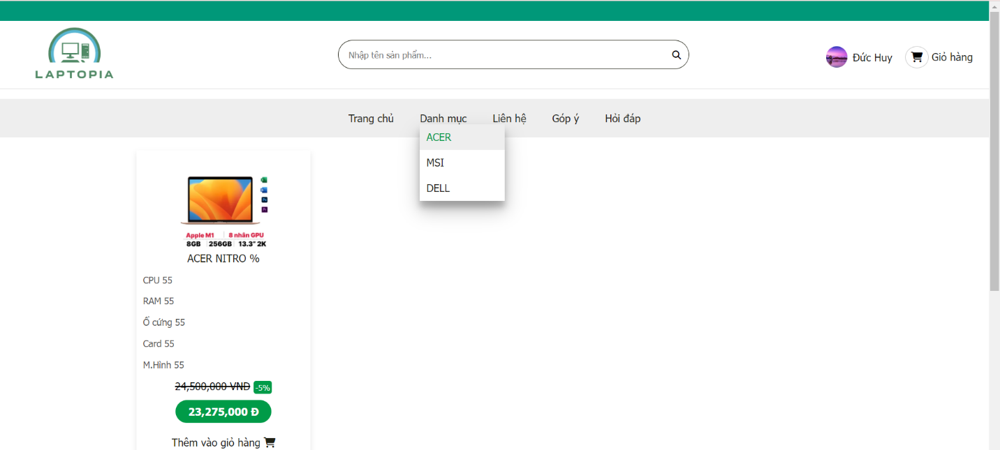 LAPTOPIA
Nhập tên sản phẩm...
Đức Huy
Giỏ hàng
Trang chủ
Danh mục
Liên hệ
Góp ý
Hỏi đáp
ACER
MSI
DELL
Apple M1 8 nhân GPU
8GB 256GB 13.3" 2K
ACER NITRO %
CPU 55
RAM 55
Ổ cứng 55
Card 55
M.Hình 55
24,500,000 VND -5%
23,275,000 Đ
Thêm vào giỏ hàng